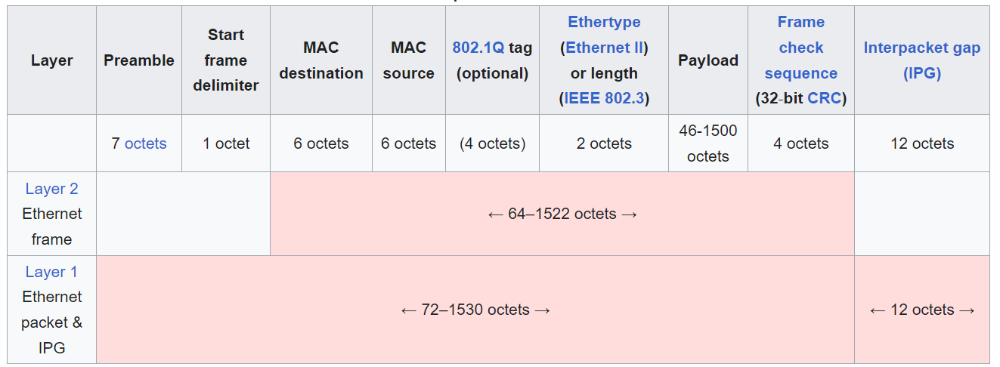 Layer
Preamble
Start
frame
delimiter
MAC
destination
MAC
source
802.1Q tag
(optional)
Ethertype
(Ethernet II)
or length
(IEEE 802.3)
Payload
Frame
check
sequence
(32-bit CRC)
Interpacket gap
(IPG)
7 octets
1 octet
6 octets
6 octets
(4 octets)
2 octets
46-1500
octets
4 octets
12 octets
Layer 2
Ethernet
frame
← 64–1522 octets →
Layer 1
Ethernet
packet &
IPG
← 72–1530 octets →
← 12 octets →